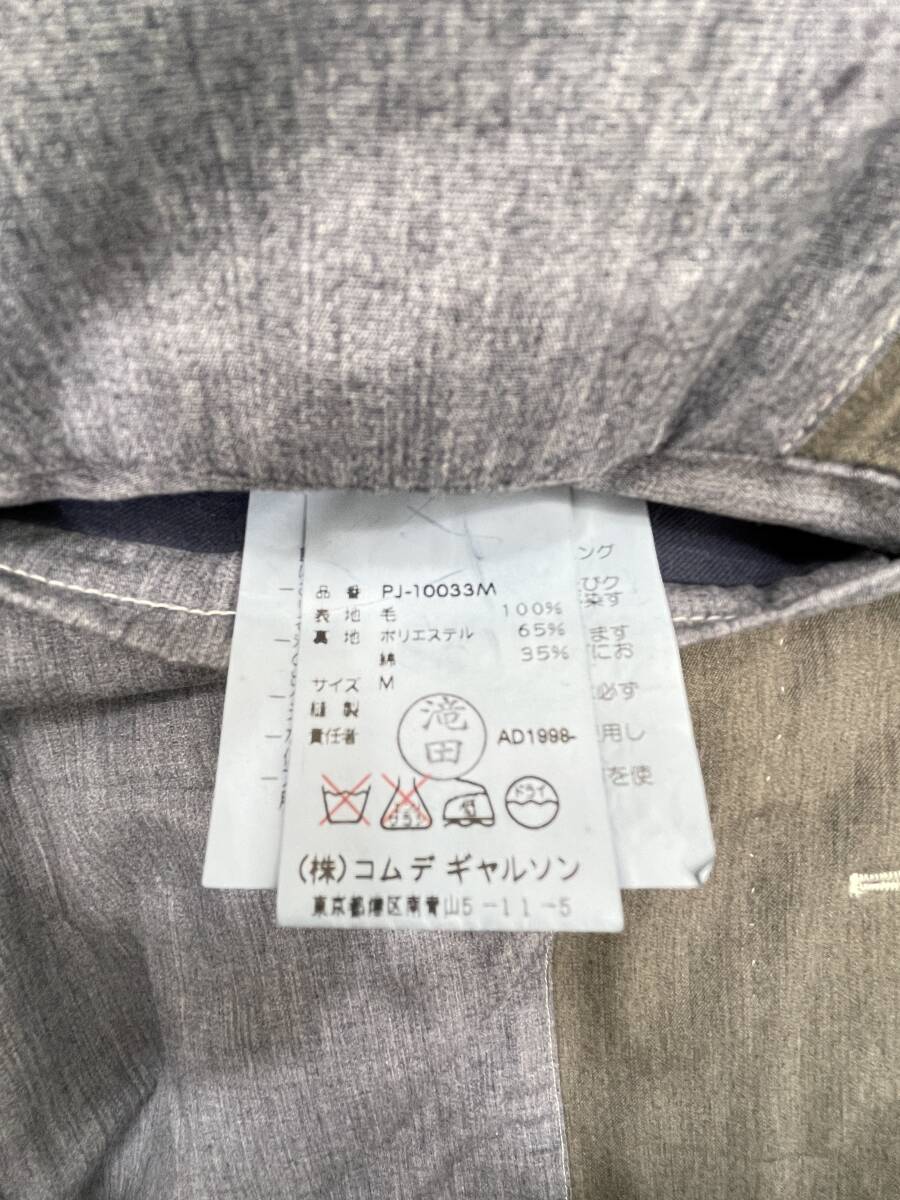 品 番 PJ-10033M
表 地 毛 100%
裏 地 ポリエステル 65%
綿 35%
サイズ M
縫 製
責任者 滝田 AD1998-
ドライ
(株)コム デ ギャルソン
東京都港区南青山5-11-5
ング
びク
染す
ます
にお
必ず
用し
を使